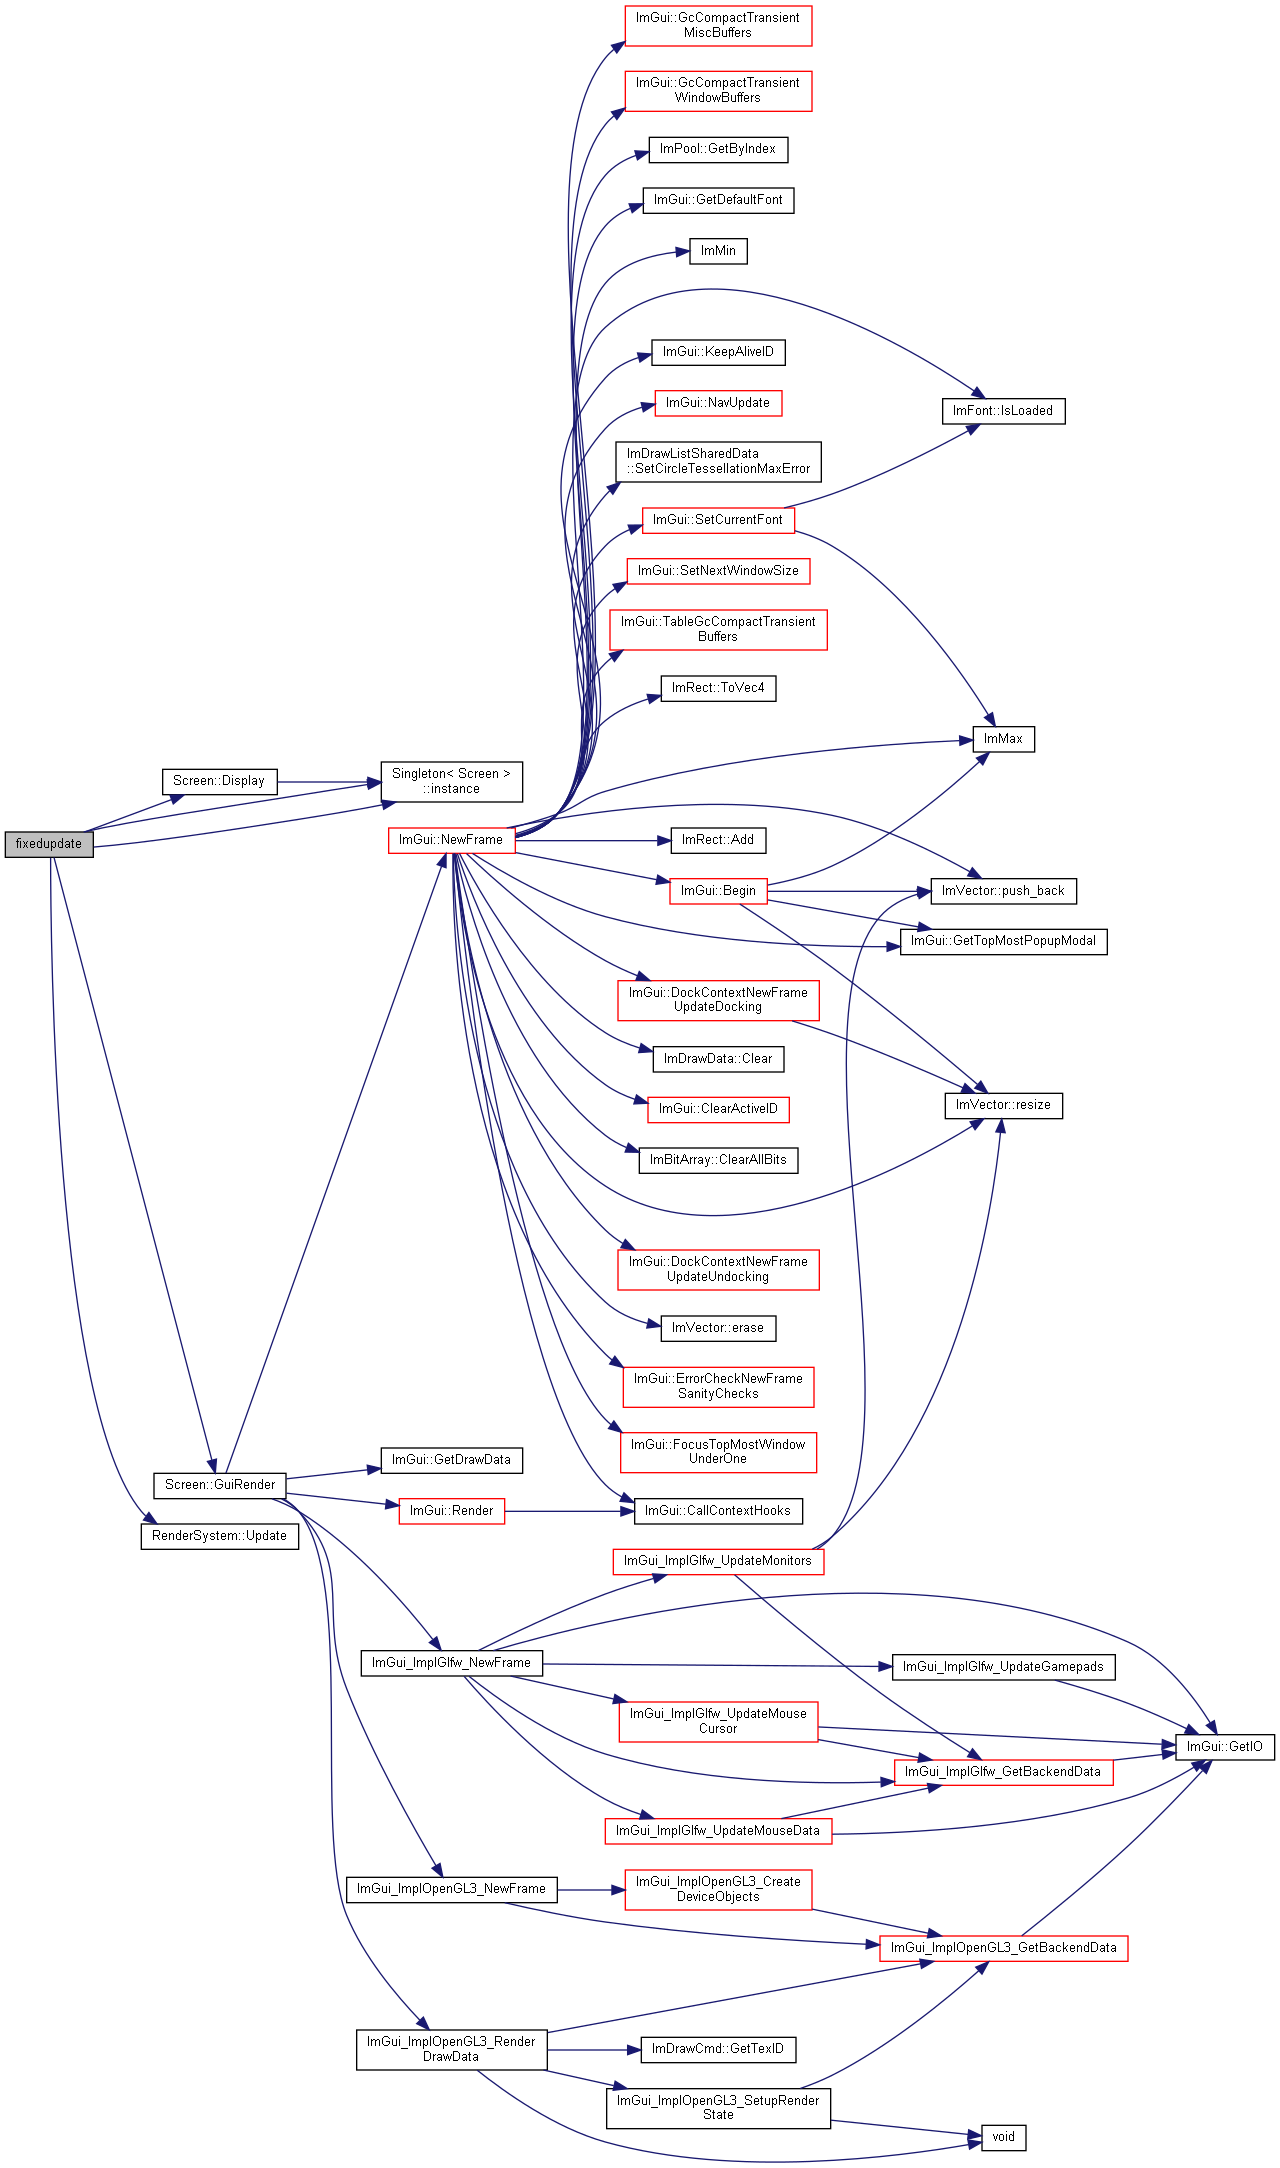 ImGui::GcCompactTransient
MiscBuffers
ImGui::GcCompactTransient
WindowBuffers
ImPool::GetByIndex
ImGui::GetDefaultFont
ImMin
ImGui::KeepAliveID
ImGui::NavUpdate
ImFont::IsLoaded
ImDrawListSharedData
::SetCircleTessellationMaxError
ImGui::SetCurrentFont
ImGui::SetNextWindowSize
ImGui::TableGcCompactTransient
Buffers
ImRect::ToVec4
ImMax
Screen::Display
Singleton< Screen >
::instance
fixedupdate
ImGui::NewFrame
ImRect::Add
ImGui::Begin
ImVector::push_back
ImGui::GetTopMostPopupModal
ImGui::DockContextNewFrame
UpdateDocking
ImDrawData::Clear
ImGui::ClearActiveID
ImVector::resize
ImBitArray::ClearAllBits
ImGui::DockContextNewFrame
UpdateUndocking
ImVector::erase
ImGui::ErrorCheckNewFrame
SanityChecks
ImGui::FocusTopMostWindow
UnderOne
ImGui::GetDrawData
Screen::GuiRender
ImGui::Render
ImGui::CallContextHooks
RenderSystem::Update
ImGui_ImplGlfw_UpdateMonitors
ImGui_ImplGlfw_NewFrame
ImGui_ImplGlfw_UpdateGamepads
ImGui_ImplGlfw_UpdateMouse
Cursor
ImGui::GetIO
ImGui_ImplGlfw_GetBackendData
ImGui_ImplGlfw_UpdateMouseData
ImGui_ImplOpenGL3_NewFrame
ImGui_ImplOpenGL3_Create
DeviceObjects
ImGui_ImplOpenGL3_GetBackendData
ImGui_ImplOpenGL3_Render
DrawData
ImDrawCmd::GetTexID
ImGui_ImplOpenGL3_SetupRender
State
void